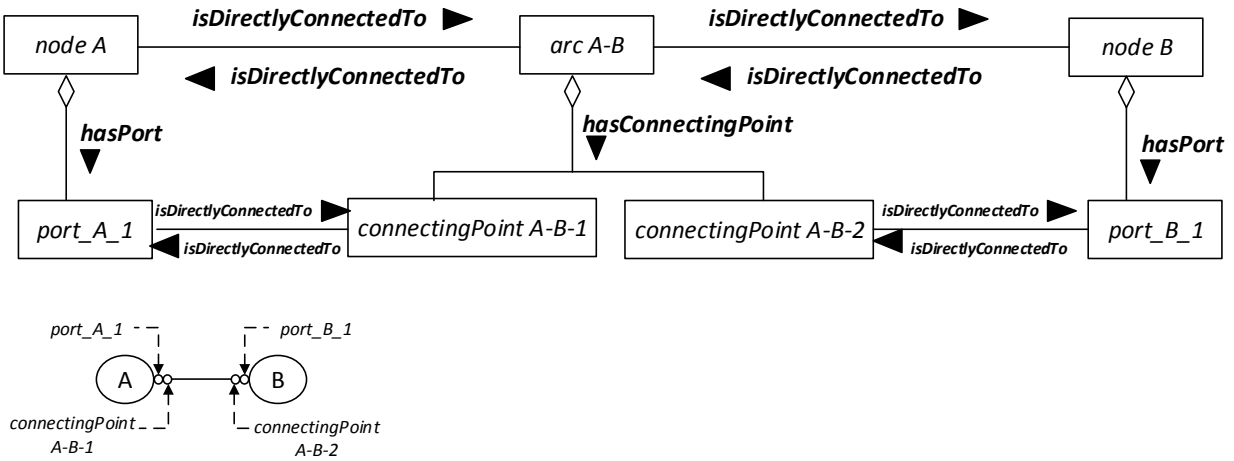 isDirectlyConnectedTo
isDirectlyConnectedTo
node A
arc A-B
node B
isDirectlyConnectedTo
isDirectlyConnectedTo
hasPort
hasConnectingPoint
hasPort
port_A_1
isDirectlyConnectedTo
isDirectlyConnectedTo
connectingPoint A-B-1
connectingPoint A-B-2
isDirectlyConnectedTo
isDirectlyConnectedTo
port_B_1
port_A_1
port_B_1
A
B
connectingPoint
A-B-1
connectingPoint
A-B-2